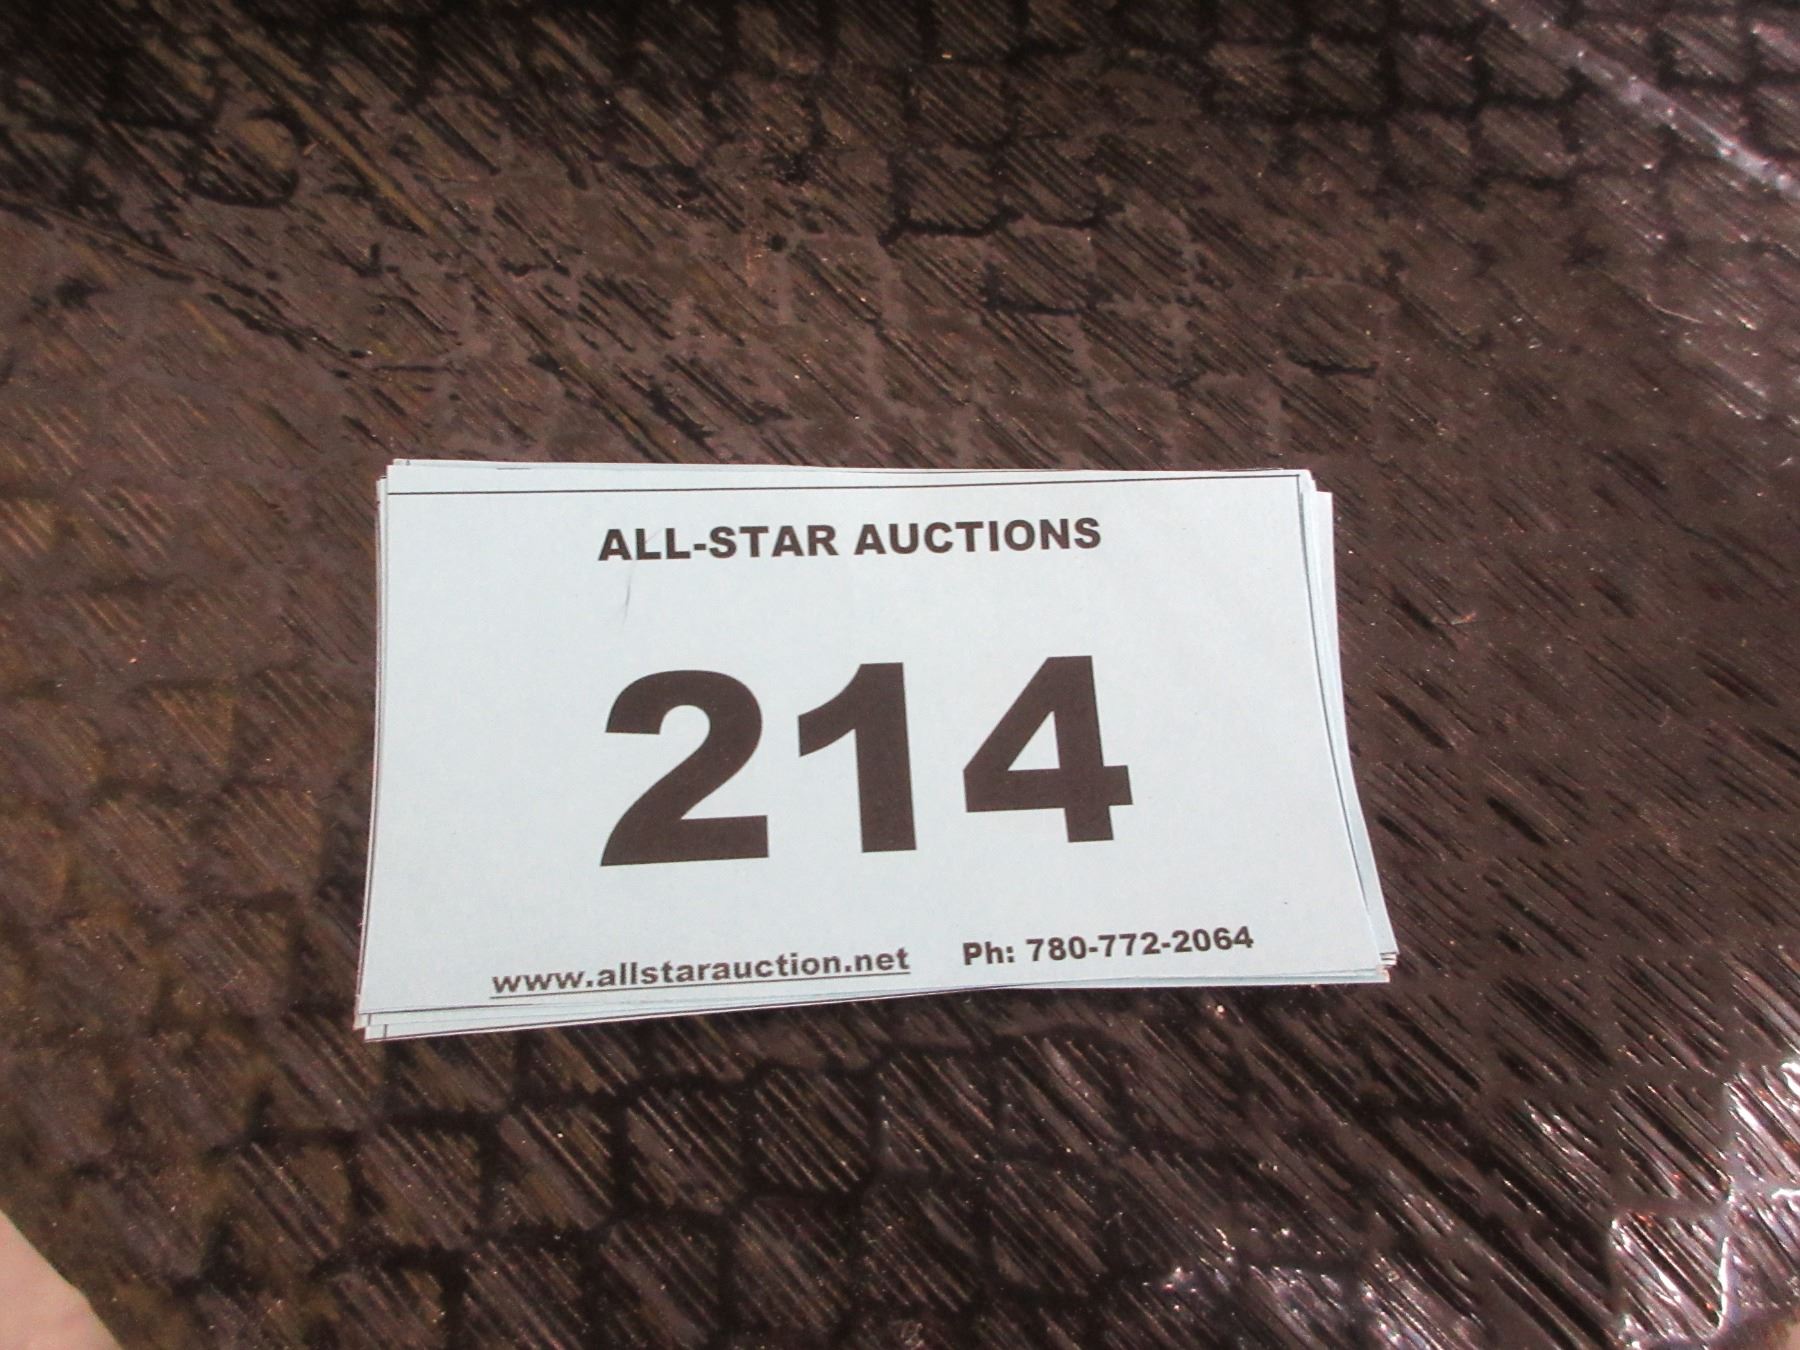 ALL-STAR AUCTIONS
214
www.allstarauction.net Ph: 780-772-2064